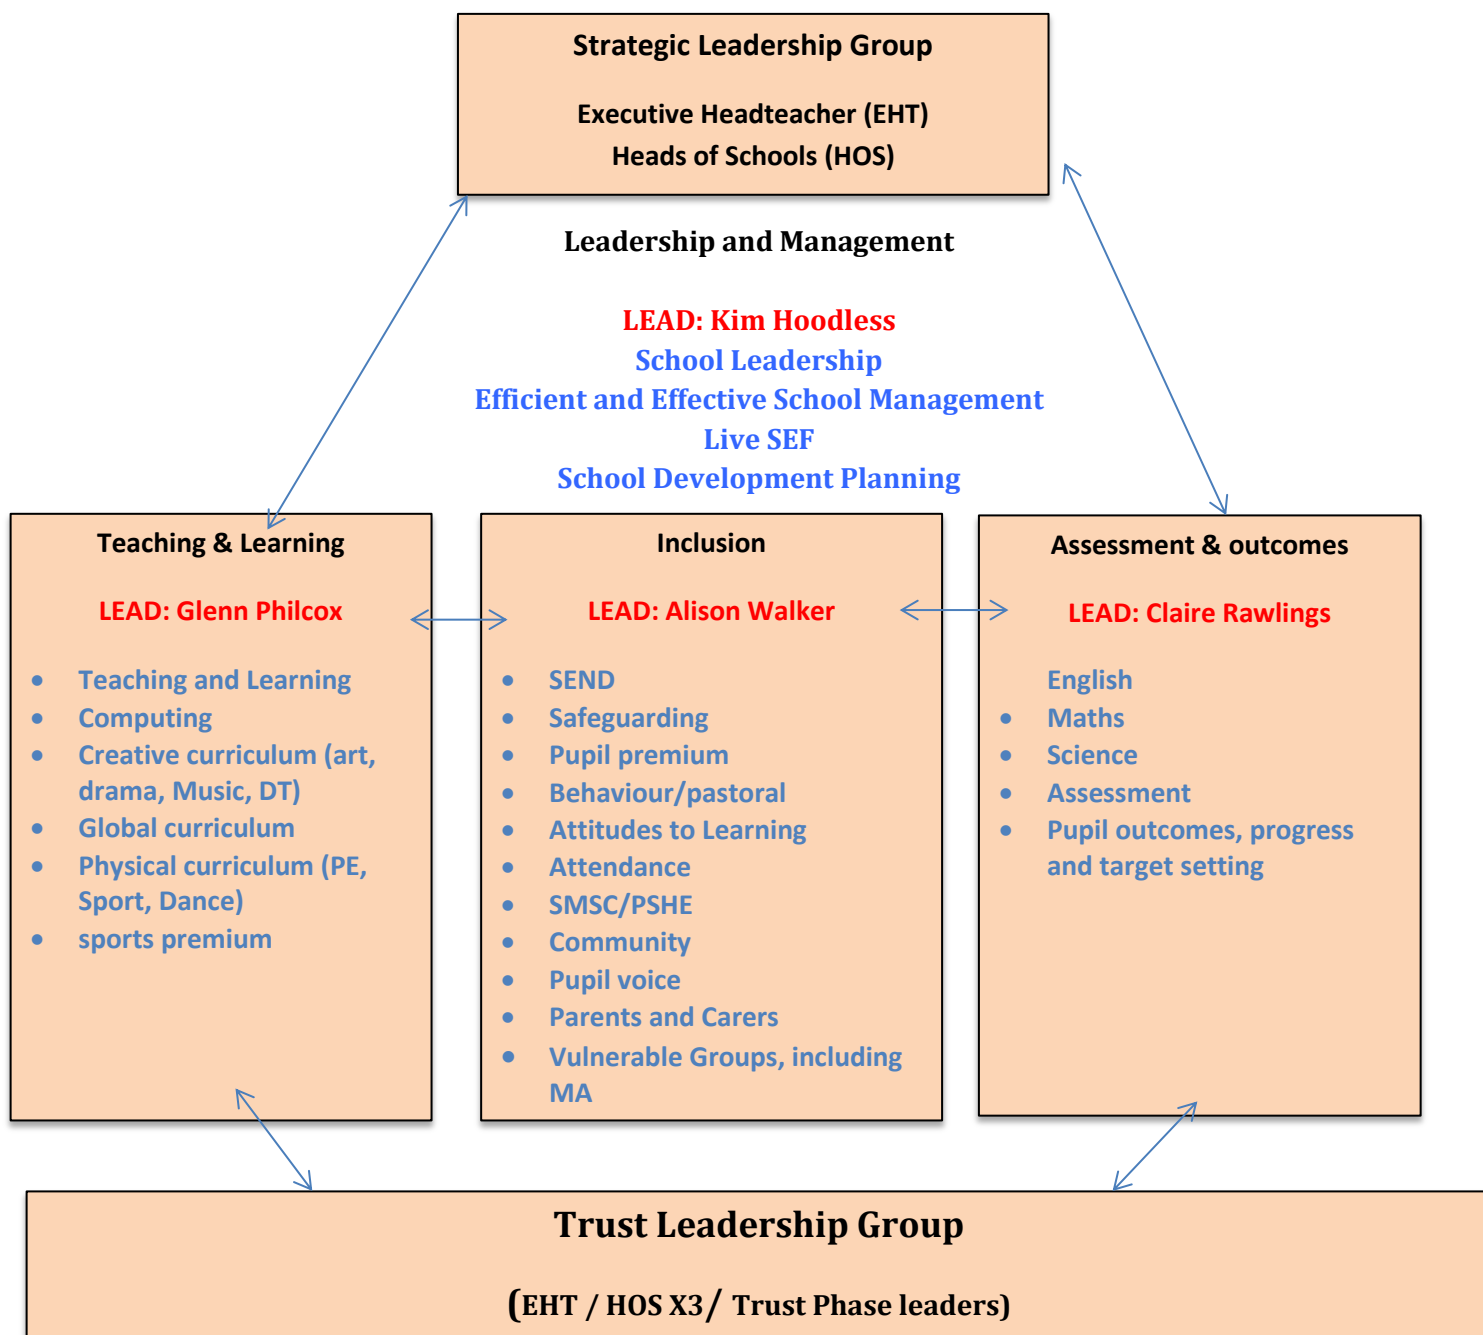 Strategic Leadership Group
Executive Headteacher (EHT)
Heads of Schools (HOS)
Leadership and Management
LEAD: Kim Hoodless
School Leadership
Efficient and Effective School Management
Live SEF
School Development Planning
Teaching & Learning
LEAD: Glenn Philcox
• Teaching and Learning
• Computing
• Creative curriculum (art,
drama, Music, DT)
• Global curriculum
• Physical curriculum (PE,
Sport, Dance)
• sports premium
Inclusion
LEAD: Alison Walker
• SEND
• Safeguarding
• Pupil premium
• Behaviour/pastoral
• Attitudes to Learning
• Attendance
• SMSC/PSHE
• Community
• Pupil voice
• Parents and Carers
• Vulnerable Groups, including
MA
Assessment & outcomes
LEAD: Claire Rawlings
English
• Maths
• Science
• Assessment
• Pupil outcomes, progress
and target setting
Trust Leadership Group
(EHT / HOS X3/ Trust Phase leaders)